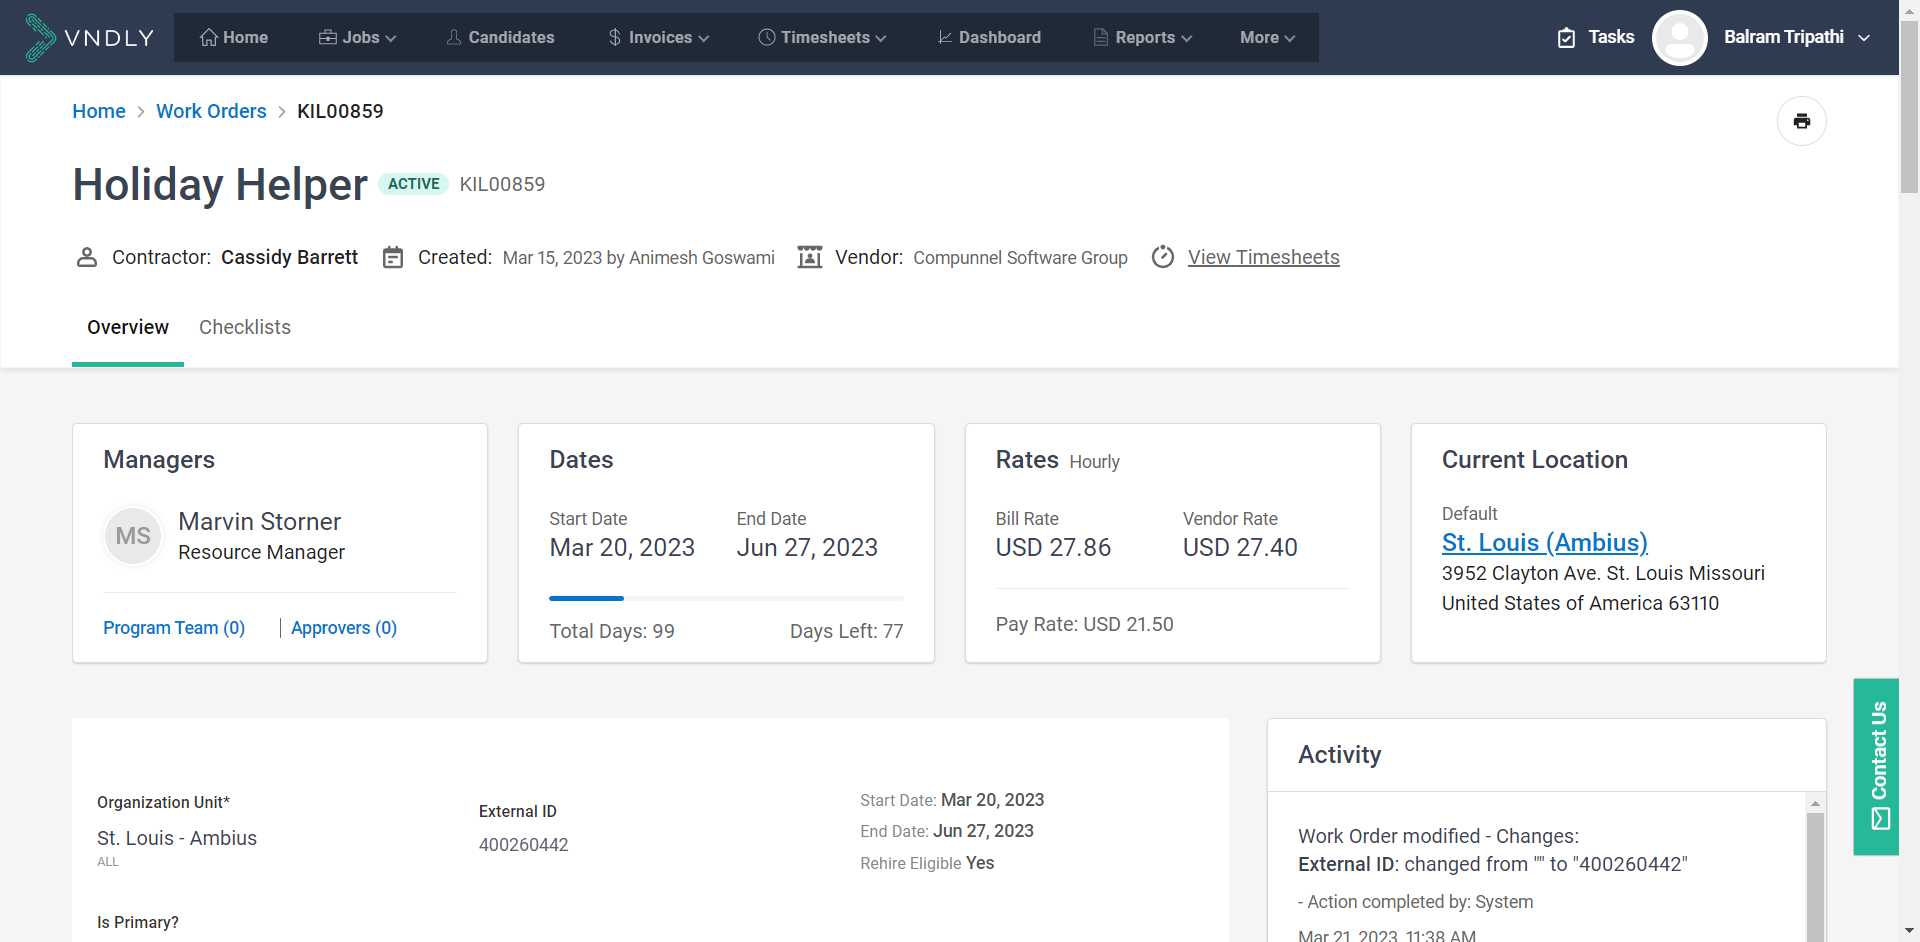 VNDLY
Home
Jobs
Candidates
Invoices
Timesheets
Dashboard
Reports
More
Tasks
Balram Tripathi
Home > Work Orders > KIL00859
Holiday Helper ACTIVE KIL00859
Contractor: Cassidy Barrett
Created: Mar 15, 2023 by Animesh Goswami
Vendor: Compunnel Software Group
View Timesheets
Overview
Checklists
Managers
MS
Marvin Storner
Resource Manager
Program Team (0) | Approvers (0)
Dates
Start Date
Mar 20, 2023
End Date
Jun 27, 2023
Total Days: 99
Days Left: 77
Rates Hourly
Bill Rate
USD 27.86
Vendor Rate
USD 27.40
Pay Rate: USD 21.50
Current Location
Default
St. Louis (Ambius)
3952 Clayton Ave. St. Louis Missouri
United States of America 63110
Contact Us
Organization Unit*
St. Louis - Ambius
ALL
External ID
400260442
Start Date: Mar 20, 2023
End Date: Jun 27, 2023
Rehire Eligible Yes
Is Primary?
Activity
Work Order modified - Changes:
External ID: changed from "" to "400260442"
- Action completed by: System
Mar 21, 2023, 11:38 AM